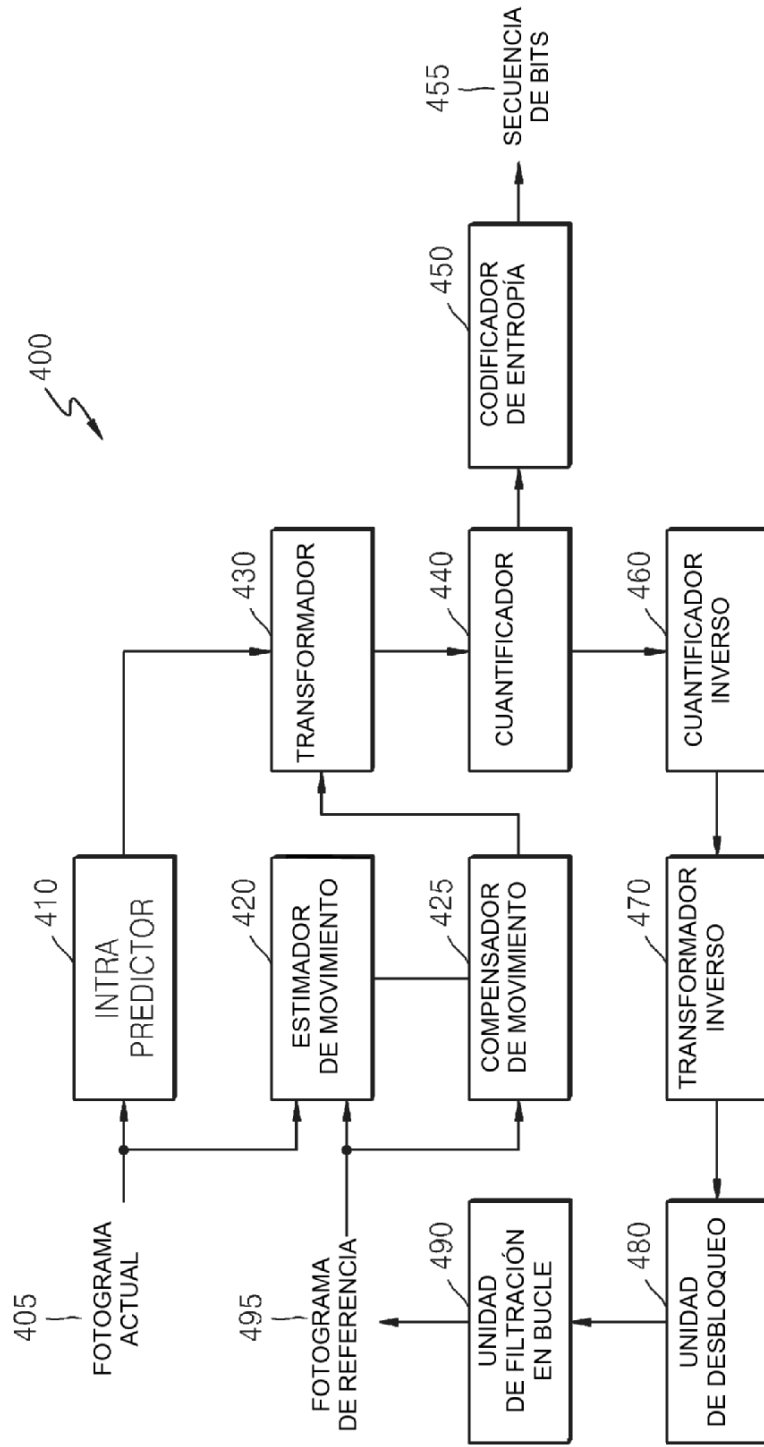 400
405
FOTOGRAMA
ACTUAL
410
INTRA
PREDICTOR
495
FOTOGRAMA
DE REFERENCIA
420
ESTIMADOR
DE MOVIMIENTO
425
COMPENSADOR
DE MOVIMIENTO
430
TRANSFORMADOR
440
CUANTIFICADOR
450
CODIFICADOR
DE ENTROPÍA
455
SECUENCIA
DE BITS
460
CUANTIFICADOR
INVERSO
470
TRANSFORMADOR
INVERSO
480
UNIDAD
DE DESBLOQUEO
490
UNIDAD
DE FILTRACIÓN
EN BUCLE